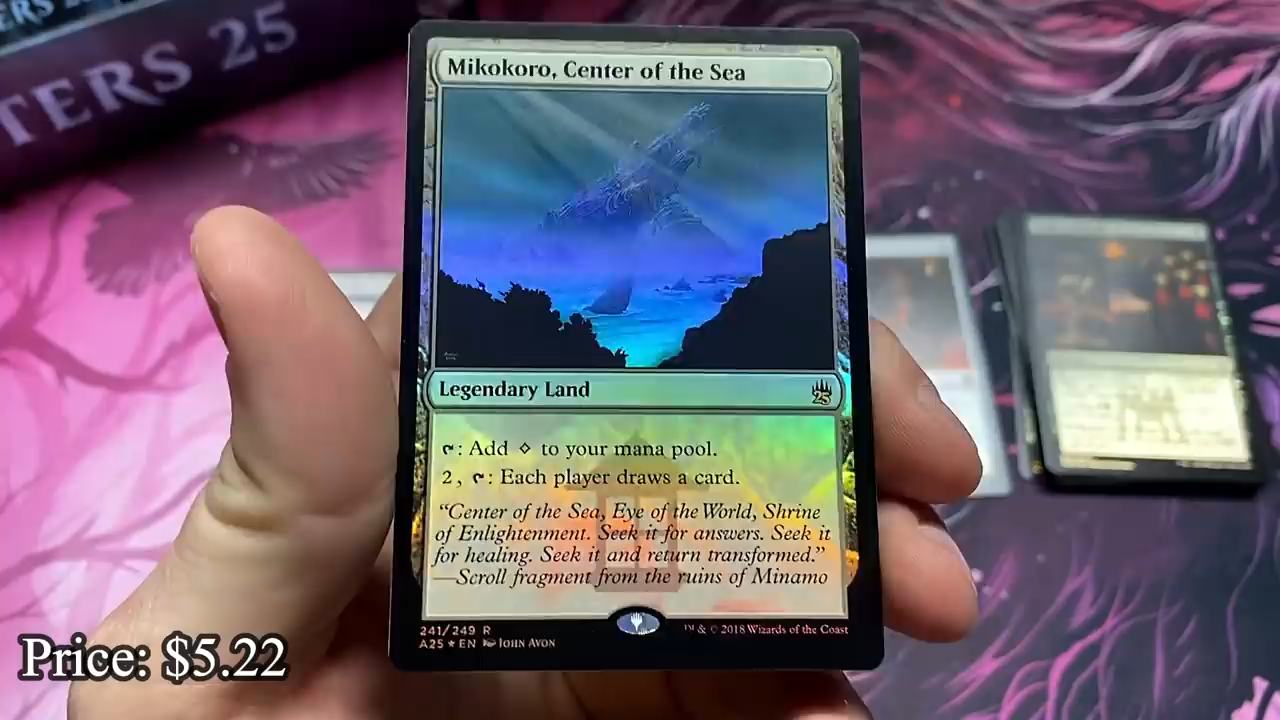 ERS 2
TERS 25
Mikokoro, Center of the Sea
Legendary Land
25
: Add to your mana pool.
2, : Each player draws a card.
“Center of the Sea, Eye of the World, Shrine
of Enlightenment. Seek it for answers. Seek it
for healing. Seek it and return transformed.”
—Scroll fragment from the ruins of Minamo
241/249 R
™ & © 2018 Wizards of the Coast
A25 ★ EN John Avon
Price: $5.22